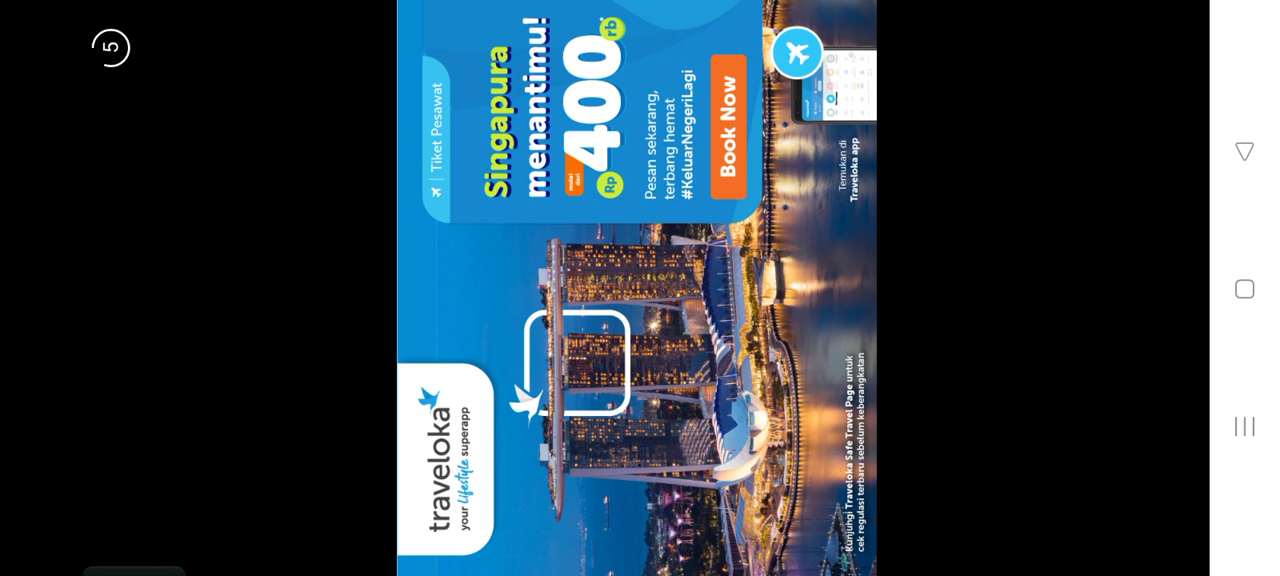 5
traveloka
your lifestyle superapp
Tiket Pesawat
Singapura
menantimu!
mulai
dari
Rp 400 rb
Pesan sekarang,
terbang hemat
#KeluarNegeriLagi
Book Now
Temukan di
Traveloka app
Kunjungi Traveloka Safe Travel Page untuk
cek regulasi terbaru sebelum keberangkatan